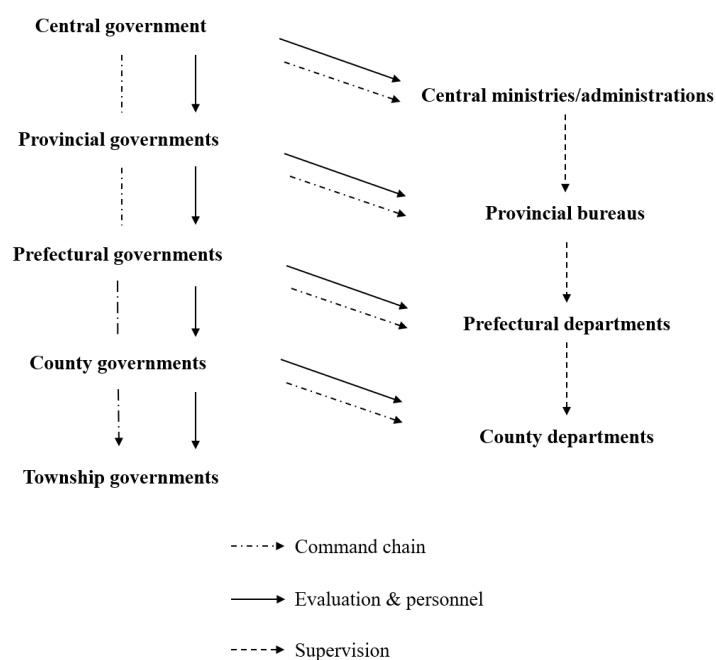 Central government
Central ministries/administrations
Provincial governments
Provincial bureaus
Prefectural governments
Prefectural departments
County governments
County departments
Township governments
Command chain
Evaluation & personnel
Supervision